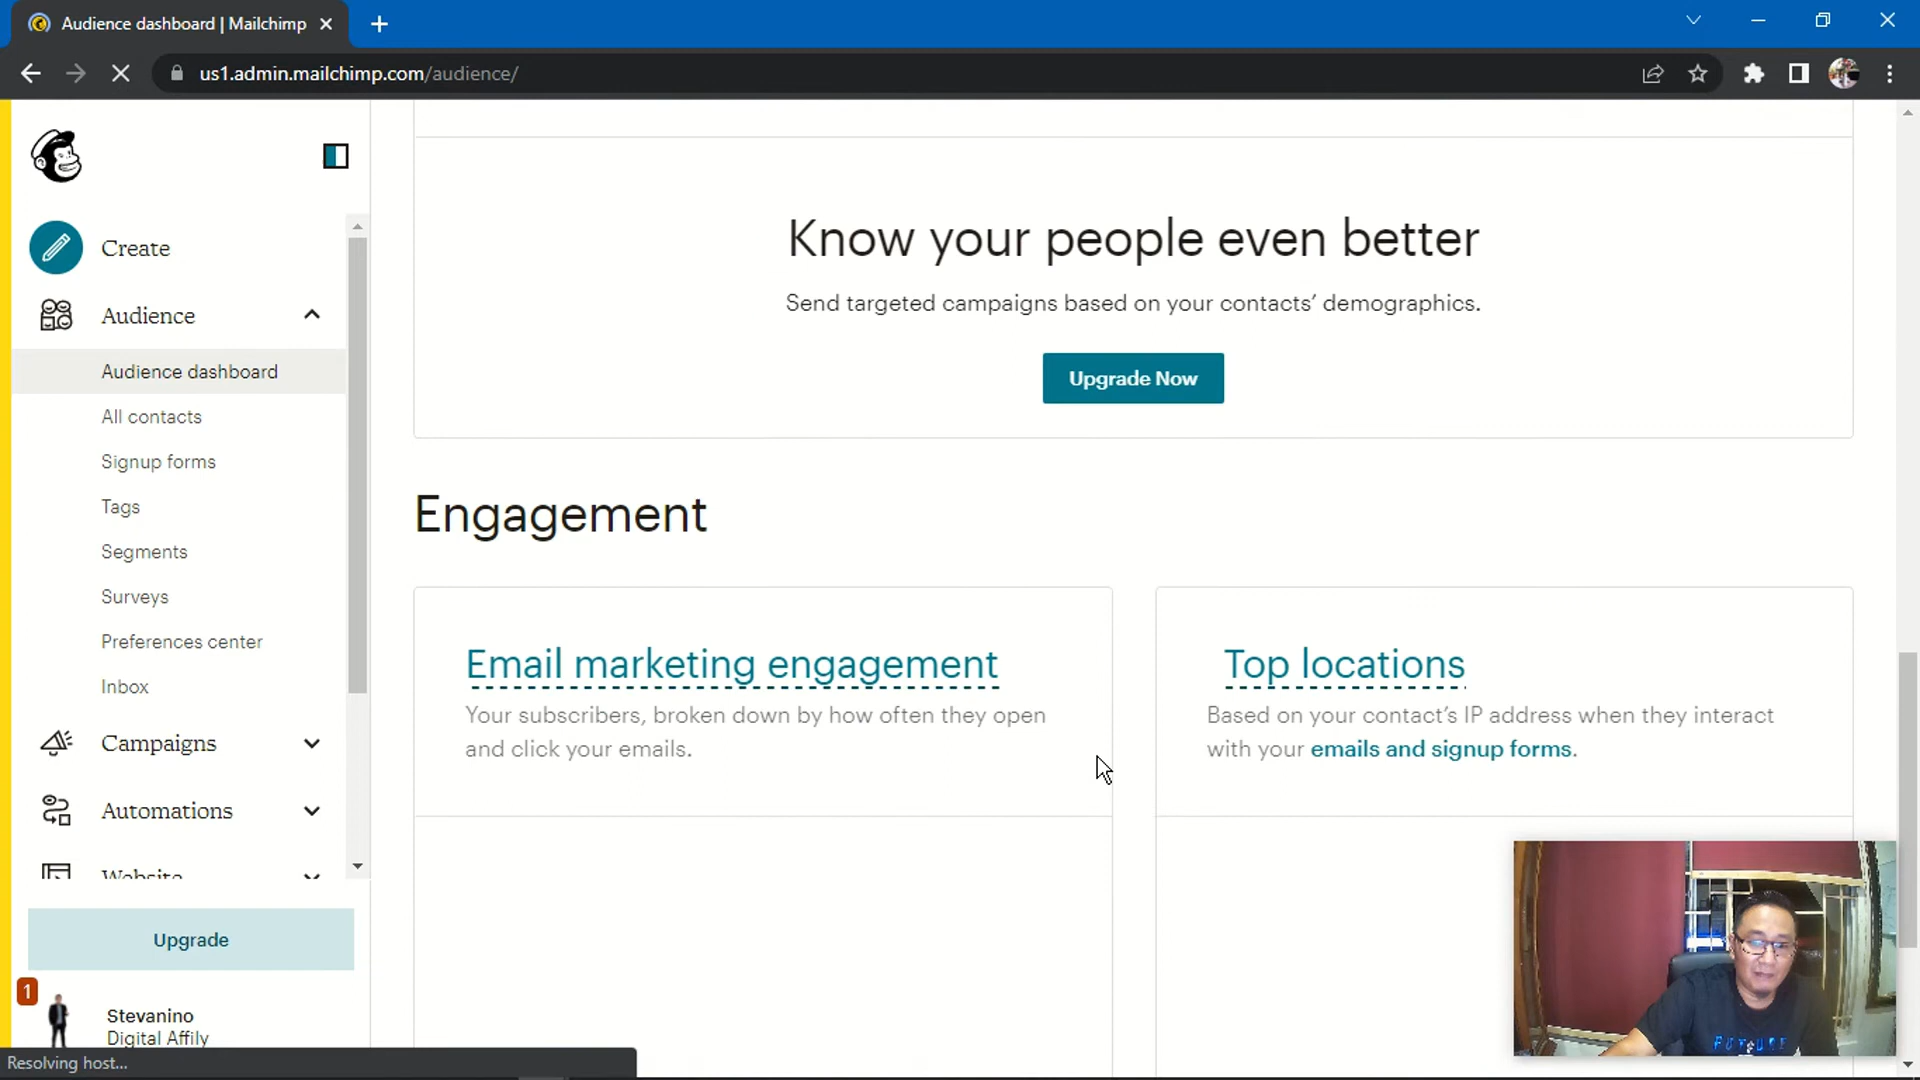 Audience dashboard | Mailchimp
us1.admin.mailchimp.com/audience/
Create
Audience
Audience dashboard
All contacts
Signup forms
Tags
Segments
Surveys
Preferences center
Inbox
Campaigns
Automations
Website
Upgrade
1
Stevanino
Digital Affily
Resolving host...
Know your people even better
Send targeted campaigns based on your contacts’ demographics.
Upgrade Now
Engagement
Email marketing engagement
Your subscribers, broken down by how often they open
and click your emails.
Top locations
Based on your contact’s IP address when they interact
with your emails and signup forms.
FUTURE